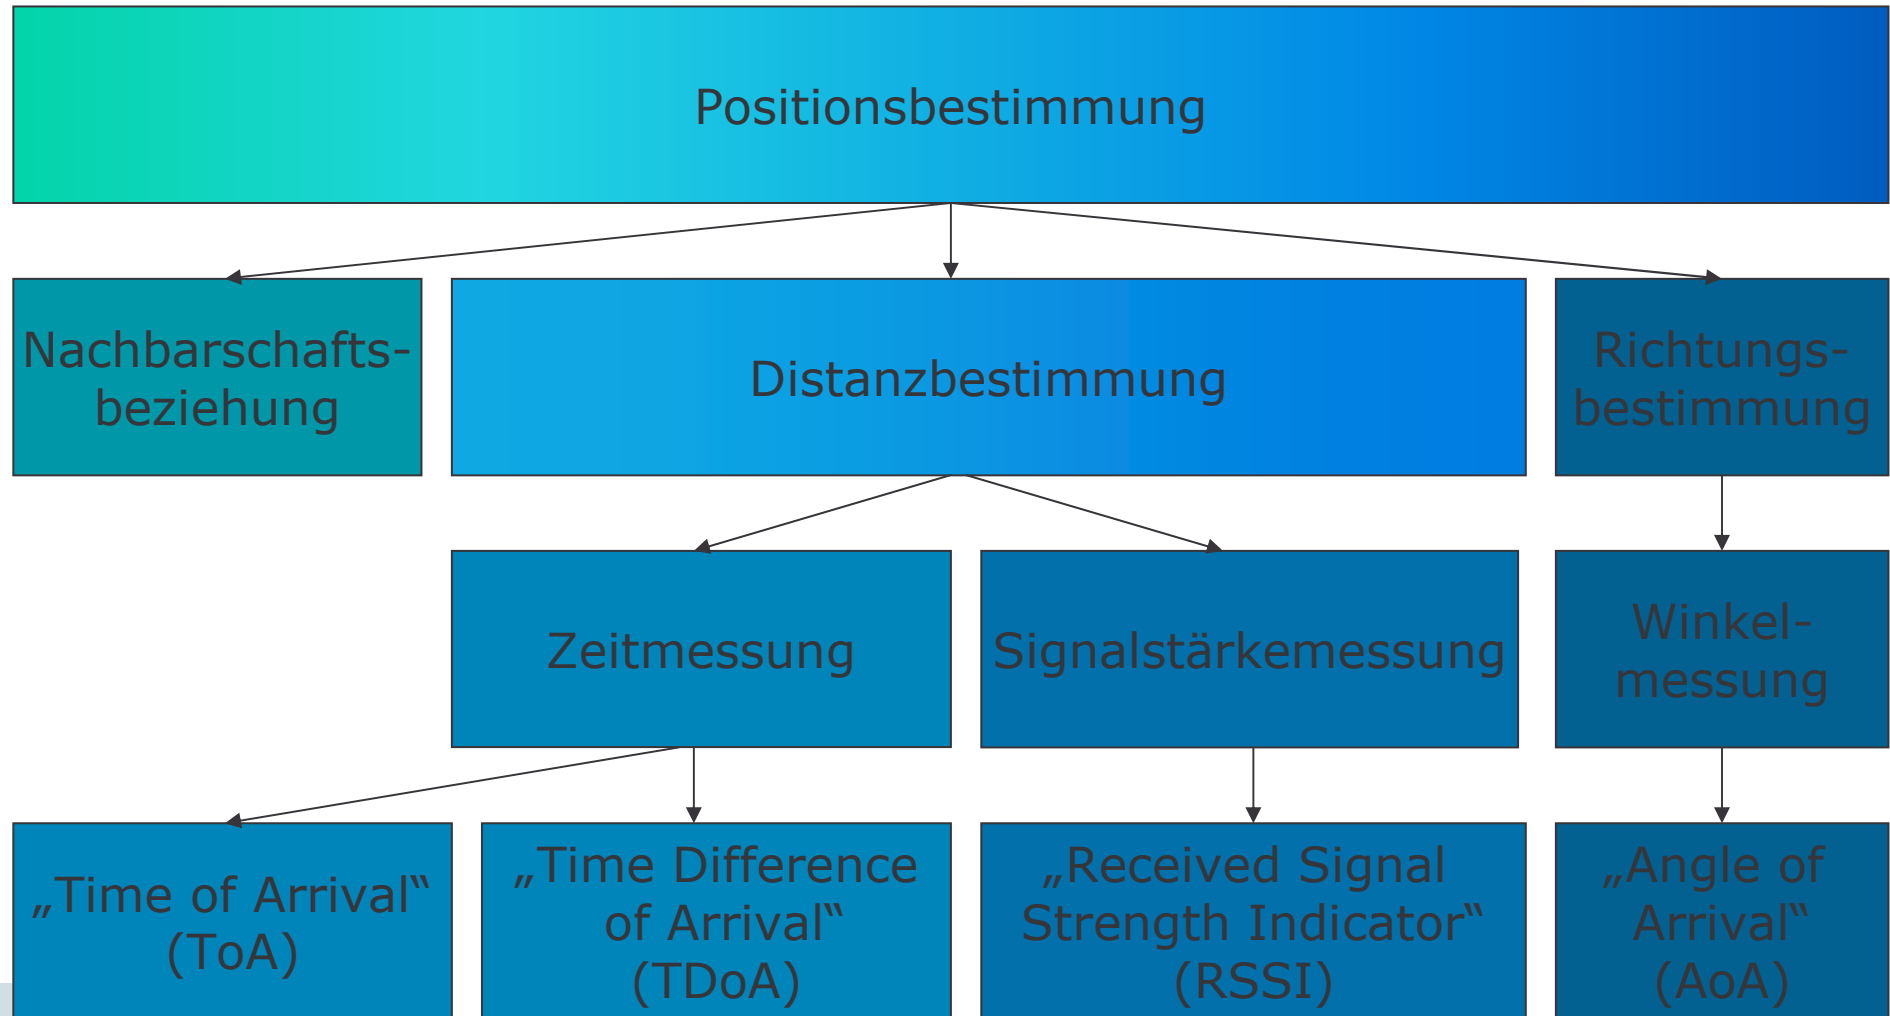 Positionsbestimmung
Nachbarschafts-
beziehung
Distanzbestimmung
Richtungs-
bestimmung
Zeitmessung
Signalstärkemessung
Winkel-
messung
„Time of Arrival“
(ToA)
„Time Difference
of Arrival“
(TDoA)
„Received Signal
Strength Indicator“
(RSSI)
„Angle of
Arrival“
(AoA)